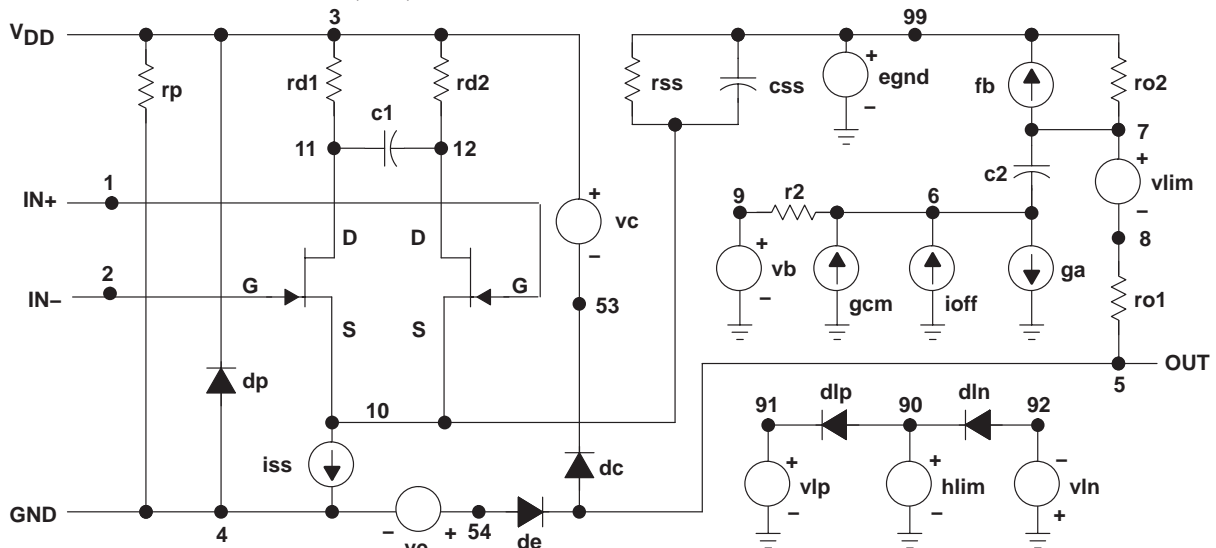 3
99
VDD
rp
rd1
rd2
rss
css
+
egnd
−
fb
ro2
c1
11
12
7
1
IN+
2
IN−
D
D
G
G
S
S
+
vc
−
53
9
r2
6
c2
+
vlim
−
8
+
vb
−
gcm
ioff
ga
ro1
OUT
5
dp
10
iss
dc
91
dlp
90
dln
92
+
vlp
−
+
hlim
−
−
vln
+
GND
4
−
+
54
de